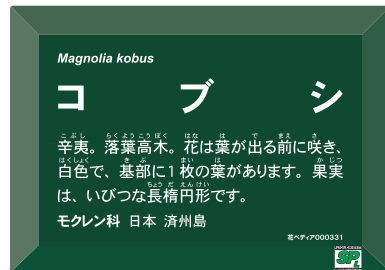 Magnolia kobus
コブシ
辛夷。落葉高木。花は葉が出る前に咲き、
白色で、基部に1枚の葉があります。果実
は、いびつな長楕円形です。
モクレン科 日本 済州島
花ペディア000331
SPL